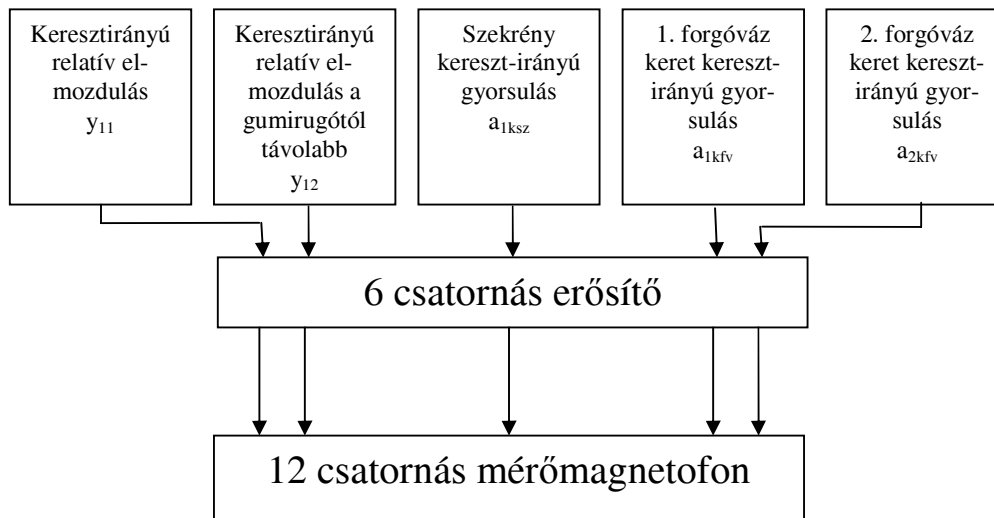 Keresztirányú
relatív el-
mozdulás
y11
Keresztirányú
relatív el-
mozdulás a
gumirugótól
távolabb
y12
Szekrény
kereszt-irányú
gyorsulás
a1ksz
1. forgóváz
keret kereszt-
irányú gyor-
sulás
a1kfv
2. forgóváz
keret kereszt-
irányú gyor-
sulás
a2kfv
6 csatornás erősítő
12 csatornás mérőmagnetofon